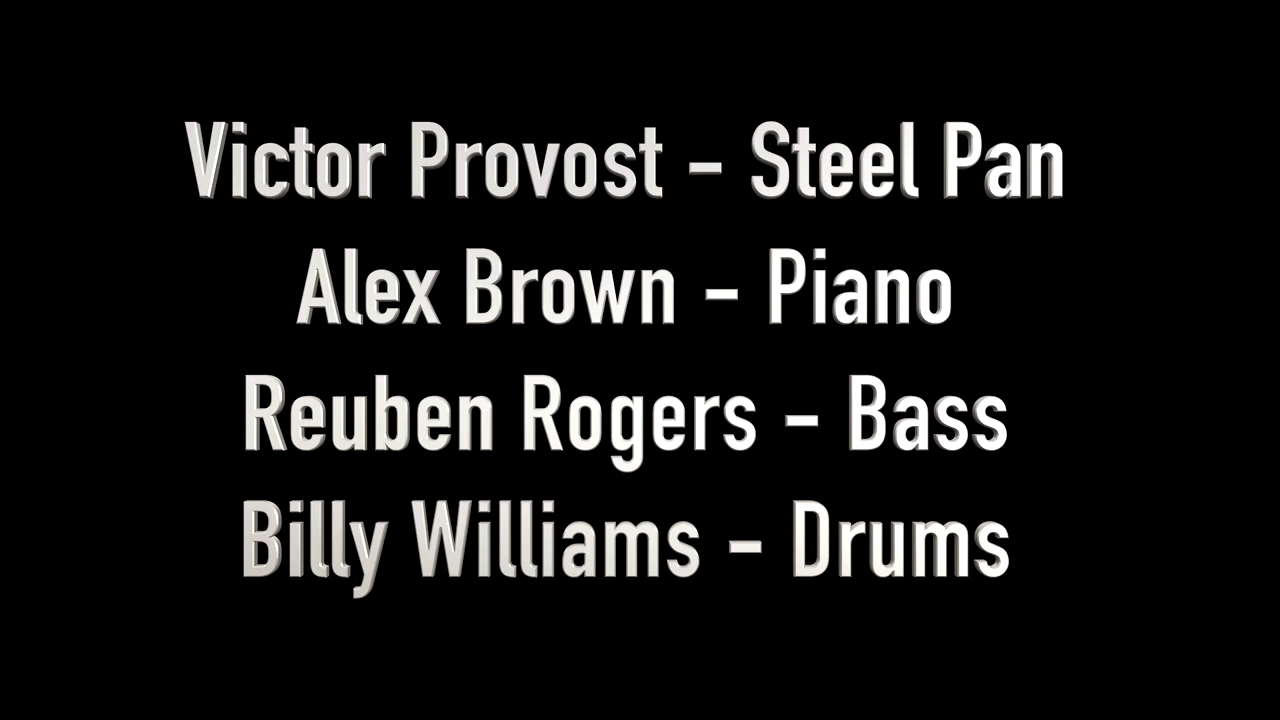 Victor Provost - Steel Pan
Alex Brown - Piano
Reuben Rogers - Bass
Billy Williams - Drums